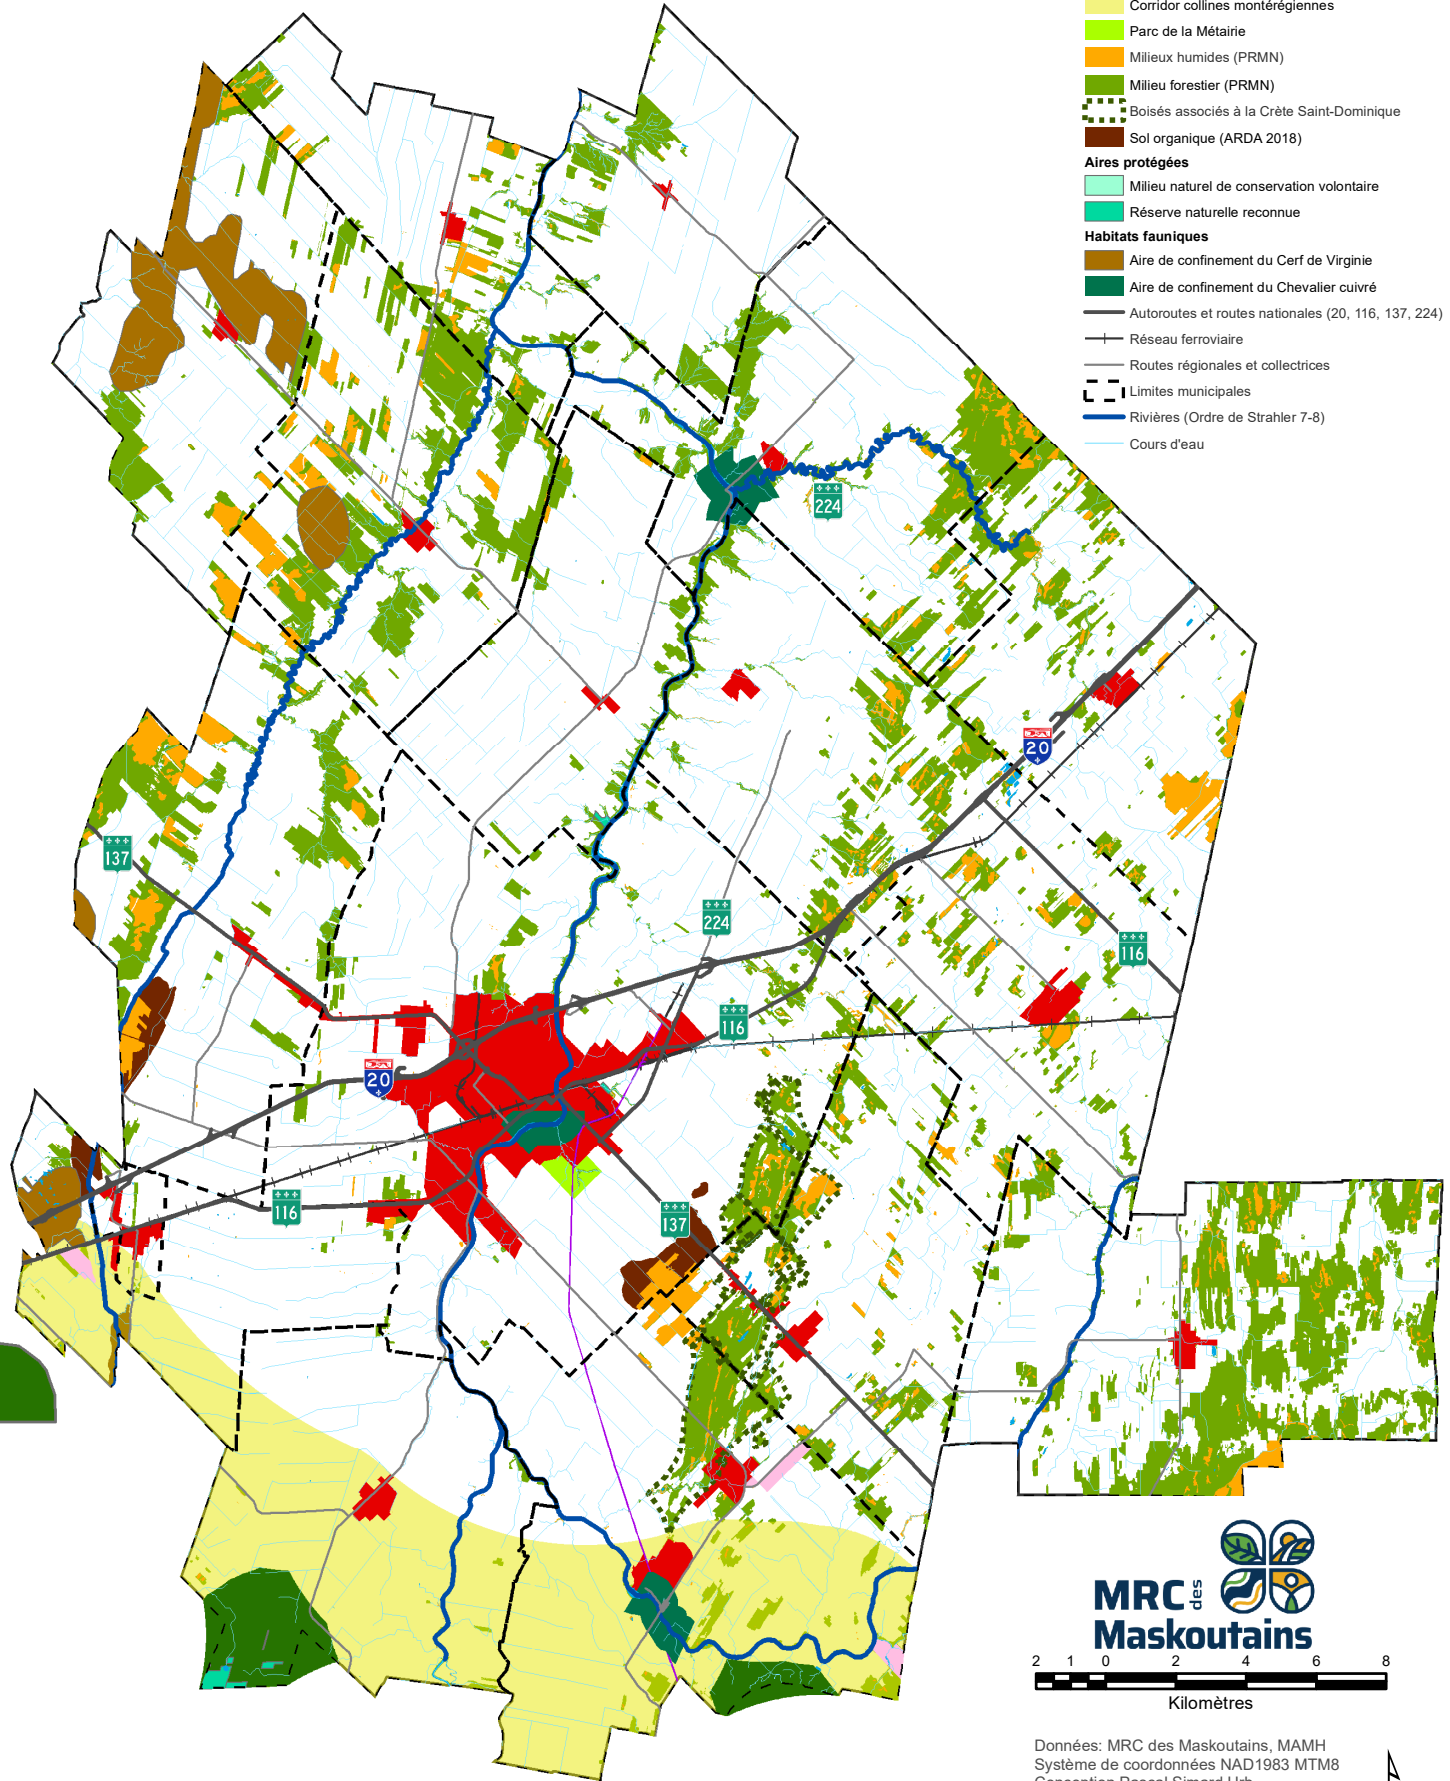 Corridor collines montérégiennes
Parc de la Métairie
Milieux humides (PRMN)
Milieu forestier (PRMN)
Boisés associés à la Crète Saint-Dominique
Sol organique (ARDA 2018)
Aires protégées
Milieu naturel de conservation volontaire
Réserve naturelle reconnue
Habitats fauniques
Aire de confinement du Cerf de Virginie
Aire de confinement du Chevalier cuivré
Autoroutes et routes nationales (20, 116, 137, 224)
Réseau ferroviaire
Routes régionales et collectrices
Limites municipales
Rivières (Ordre de Strahler 7-8)
Cours d'eau
224
20
137
224
116
116
20
116
137
MRC des
Maskoutains
2 1 0 2 4 6 8
Kilomètres
Données: MRC des Maskoutains, MAMH
Système de coordonnées NAD1983 MTM8
Conception Pascal Simard Urb.